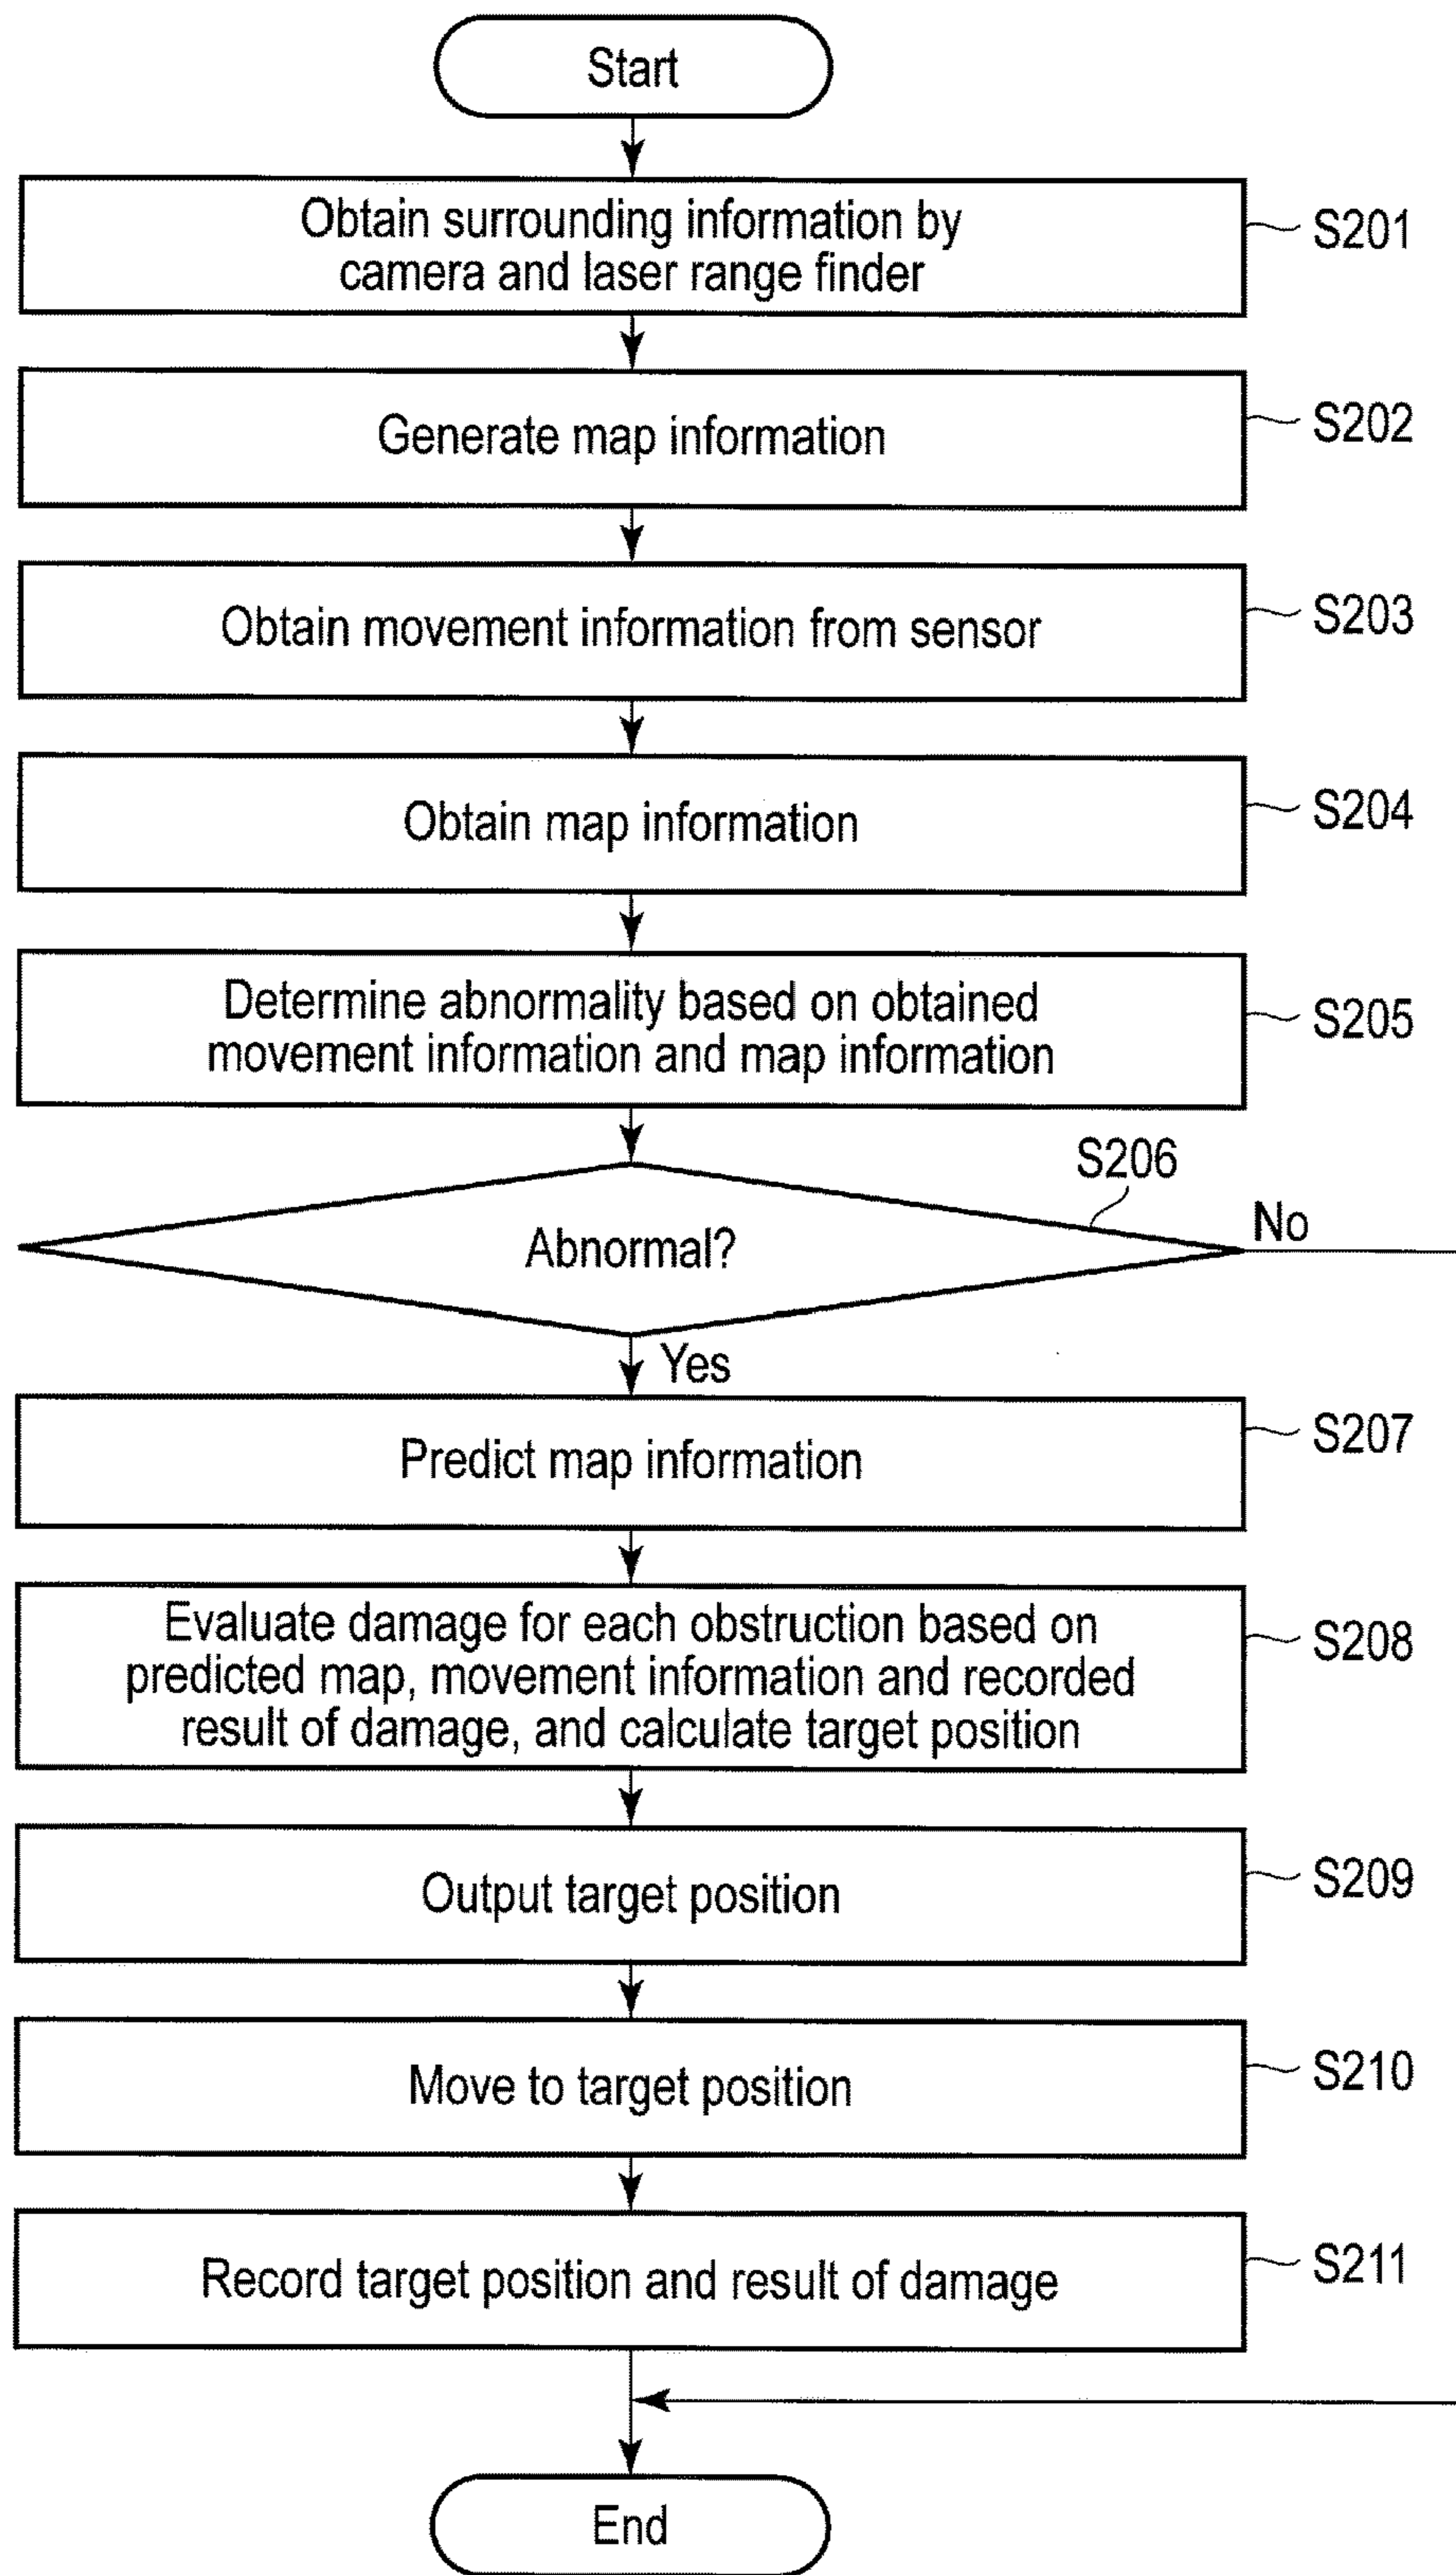 Start
Obtain surrounding information by
camera and laser range finder
S201
Generate map information
S202
Obtain movement information from sensor
S203
Obtain map information
S204
Determine abnormality based on obtained
movement information and map information
S205
S206
Abnormal?
No
Yes
Predict map information
S207
Evaluate damage for each obstruction based on
predicted map, movement information and recorded
result of damage, and calculate target position
S208
Output target position
S209
Move to target position
S210
Record target position and result of damage
S211
End